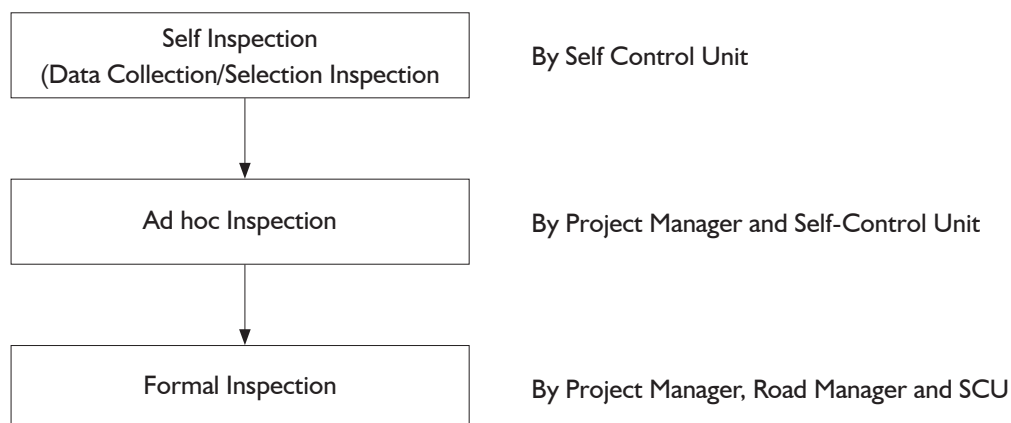 Self Inspection
(Data Collection/Selection Inspection
By Self Control Unit
Ad hoc Inspection
By Project Manager and Self-Control Unit
Formal Inspection
By Project Manager, Road Manager and SCU